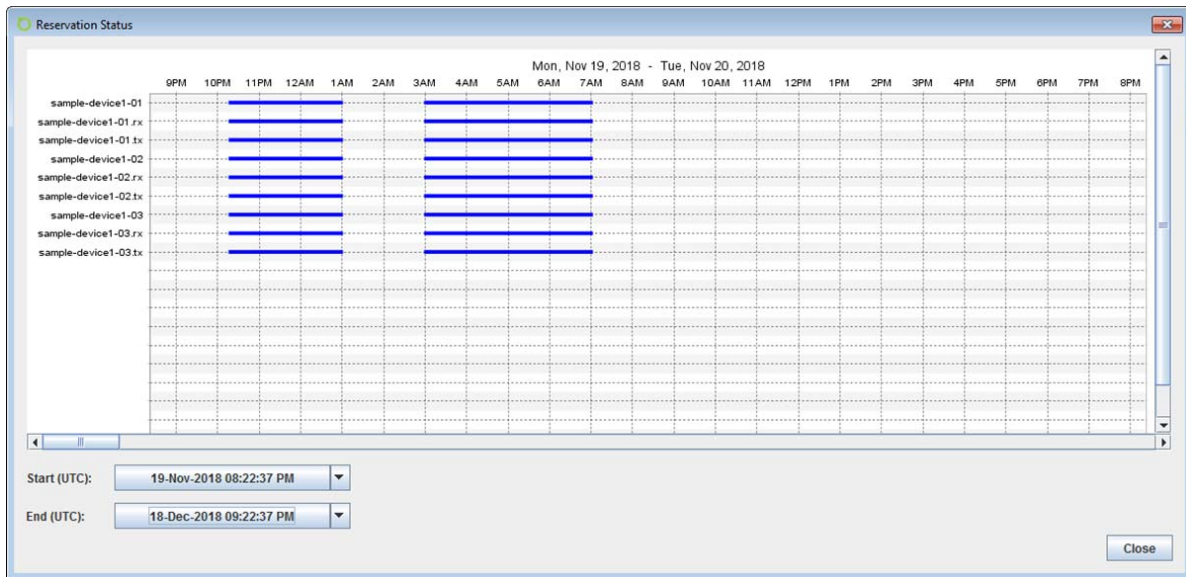 Reservation Status
Mon, Nov 19, 2018 - Tue, Nov 20, 2018
9PM 10PM 11PM 12AM 1AM 2AM 3AM 4AM 5AM 6AM 7AM 8AM 9AM 10AM 11AM 12PM 1PM 2PM 3PM 4PM 5PM 6PM 7PM 8PM
sample-device1-01
sample-device1-01.rx
sample-device1-01.tx
sample-device1-02
sample-device1-02.rx
sample-device1-02.tx
sample-device1-03
sample-device1-03.rx
sample-device1-03.tx
Start (UTC): 19-Nov-2018 08:22:37 PM
End (UTC): 18-Dec-2018 09:22:37 PM
Close